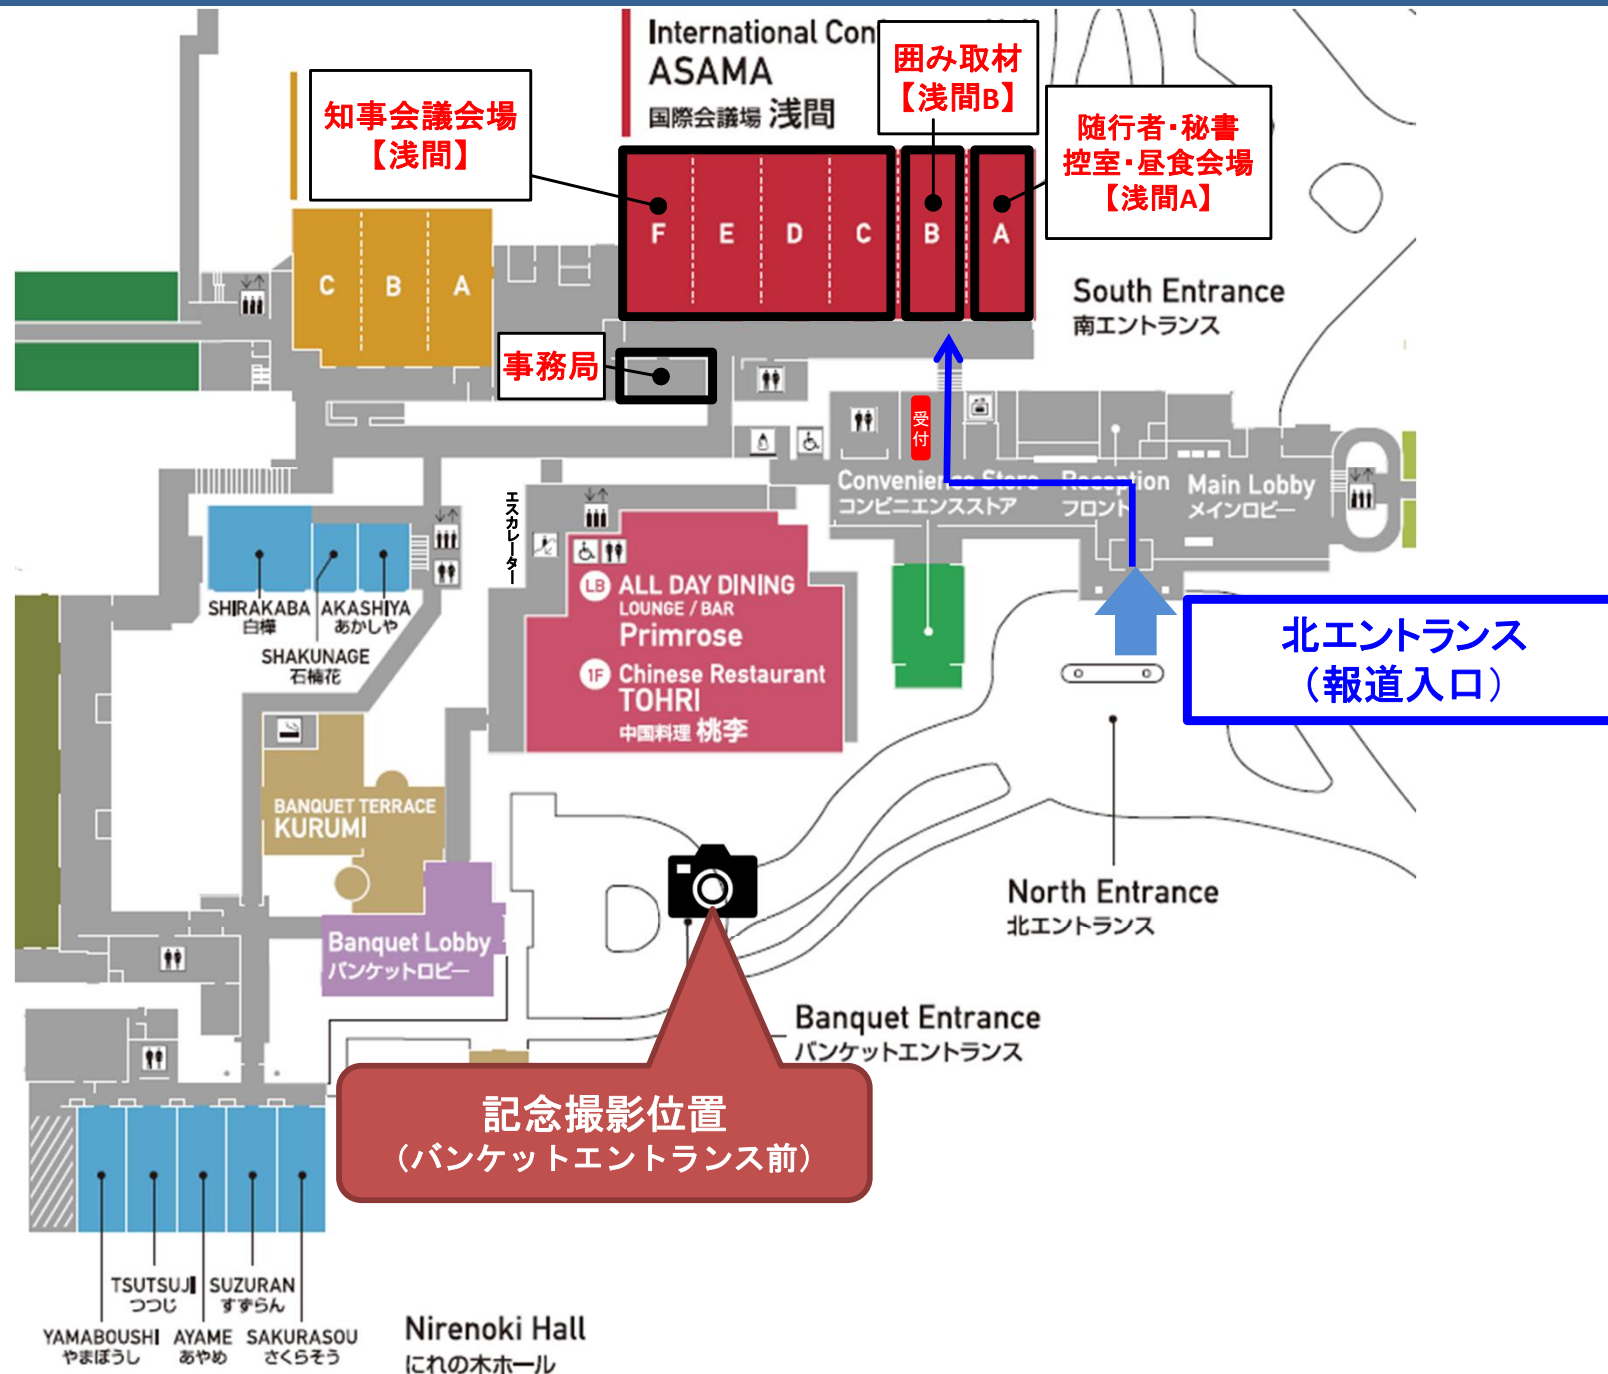 International Con
ASAMA
国際会議場 浅間
囲み取材
【浅間B】
知事会議会場
【浅間】
随行者・秘書
控室・昼食会場
【浅間A】
F
E
D
C
B
A
C
B
A
South Entrance
南エントランス
事務局
受付
Convenience Store
コンビニエンスストア
Reception
フロント
Main Lobby
メインロビー
エスカレーター
SHIRAKABA
白樺
AKASHIYA
あかしや
SHAKUNAGE
石楠花
LB ALL DAY DINING
LOUNGE / BAR
Primrose
1F Chinese Restaurant
TOHRI
中国料理 桃李
北エントランス
（報道入口）
BANQUET TERRACE
KURUMI
North Entrance
北エントランス
Banquet Lobby
バンケットロビー
Banquet Entrance
バンケットエントランス
記念撮影位置
（バンケットエントランス前）
TSUTSUJI
つつじ
SUZURAN
すずらん
YAMABOUSHI
やまぼうし
AYAME
あやめ
SAKURASOU
さくらそう
Nirenoki Hall
にれの木ホール